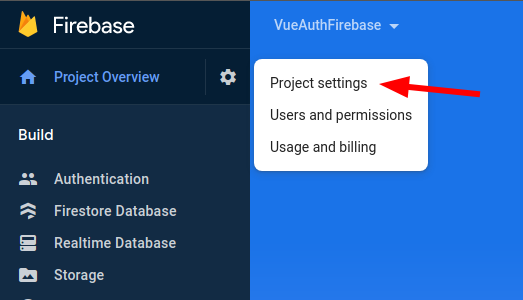 Firebase
VueAuthFirebase
Project Overview
Project settings
Users and permissions
Usage and billing
Build
Authentication
Firestore Database
Realtime Database
Storage